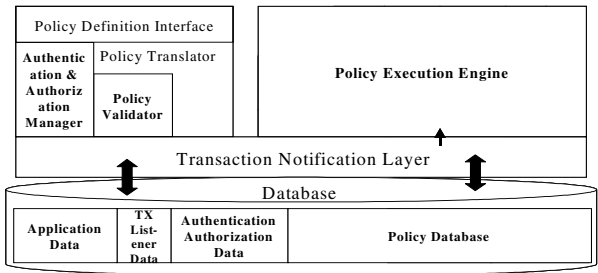 Policy Definition Interface
Authentic
ation &
Authoriz
ation
Manager
Policy Translator
Policy
Validator
Policy Execution Engine
Transaction Notification Layer
Database
Application
Data
TX
List-
ener
Data
Authentication
Authorization
Data
Policy Database